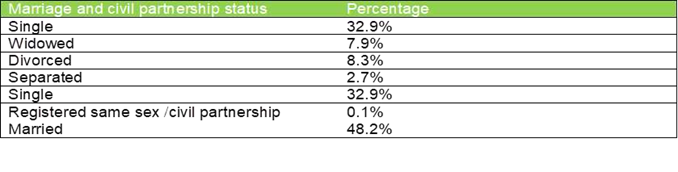 Marriage and civil partnership status Percentage
Single 32.9%
Widowed 7.9%
Divorced 8.3%
Separated 2.7%
Single 32.9%
Registered same sex /civil partnership 0.1%
Married 48.2%